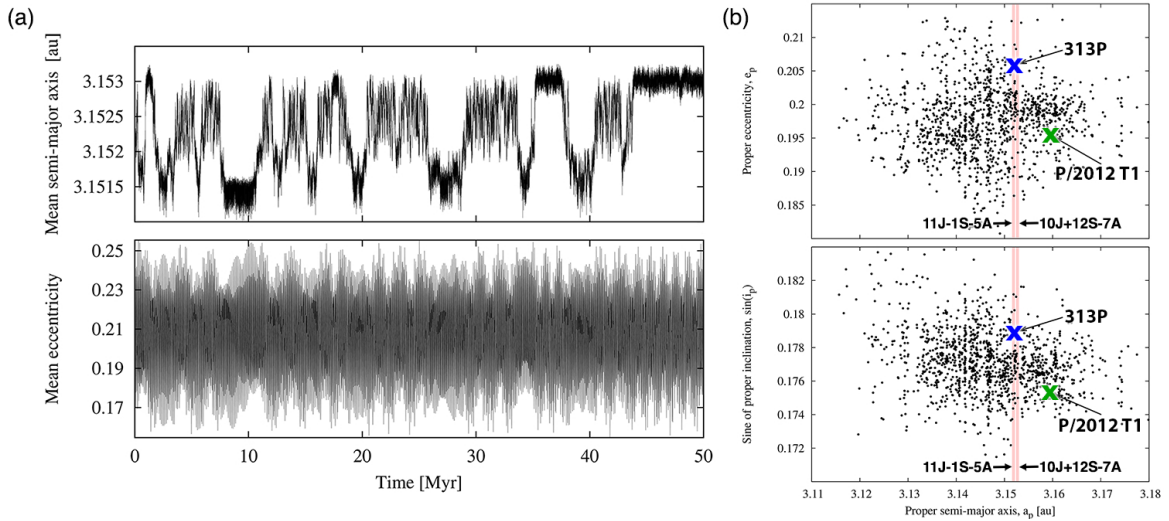 (a)
Mean semi-major axis [au]
3.153
3.1525
3.152
3.1515
Mean eccentricity
0.25
0.23
0.21
0.19
0.17
0 10 20 30 40 50
Time [Myr]
(b)
Proper eccentricity, e_p
0.21
0.205
0.2
0.195
0.19
0.185
313P
P/2012 T1
11J-1S-5A 10J+12S-7A
Sine of proper inclination, sin(i_p)
0.182
0.18
0.178
0.176
0.174
0.172
313P
P/2012 T1
11J-1S-5A 10J+12S-7A
3.11 3.12 3.13 3.14 3.15 3.16 3.17 3.18
Proper semi-major axis, a_p [au]